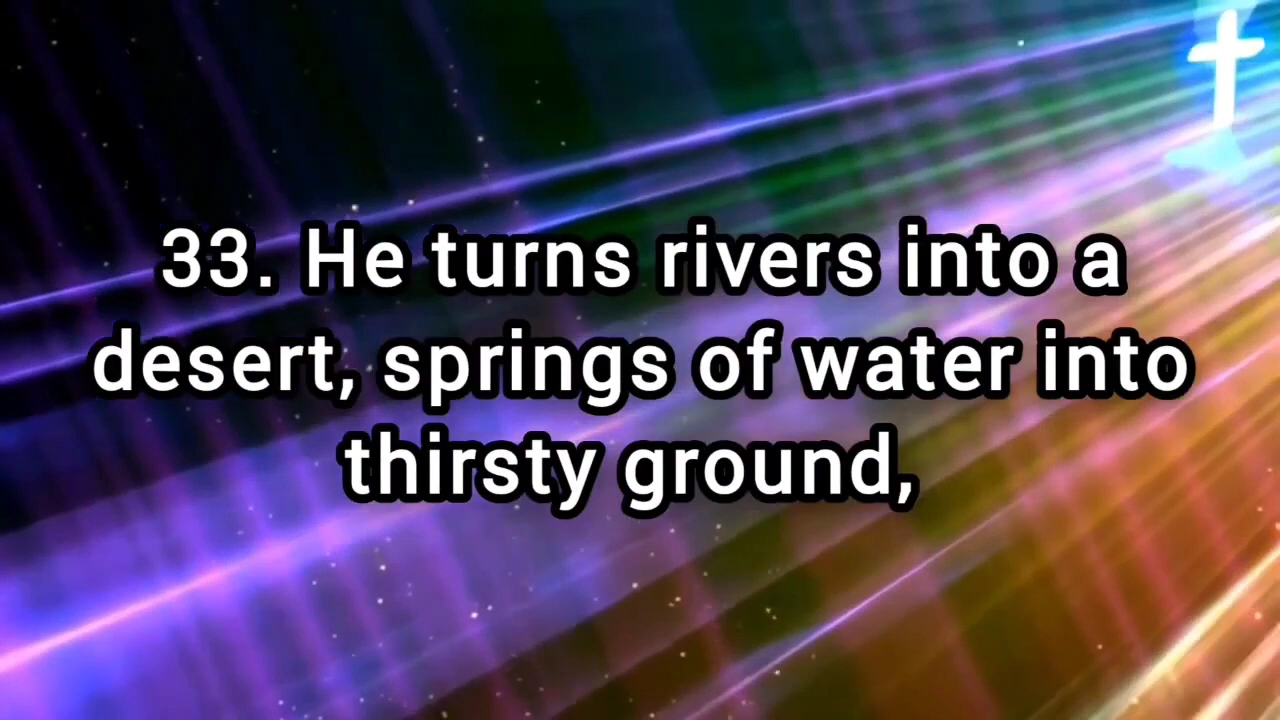 33. He turns rivers into a
desert, springs of water into
thirsty ground,